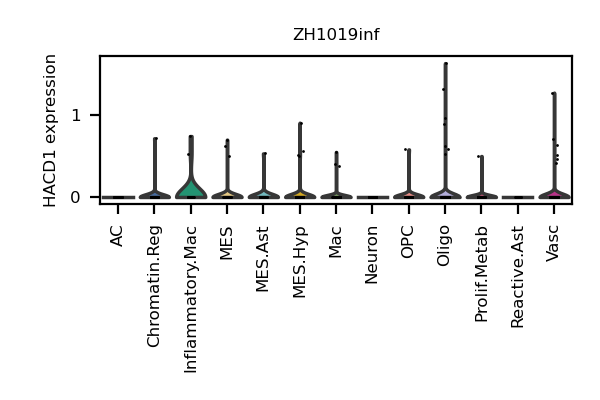 ZH1019inf
HACD1 expression
1
0
AC
Chromatin.Reg
Inflammatory.Mac
MES
MES.Ast
MES.Hyp
Mac
Neuron
OPC
Oligo
Prolif.Metab
Reactive.Ast
Vasc